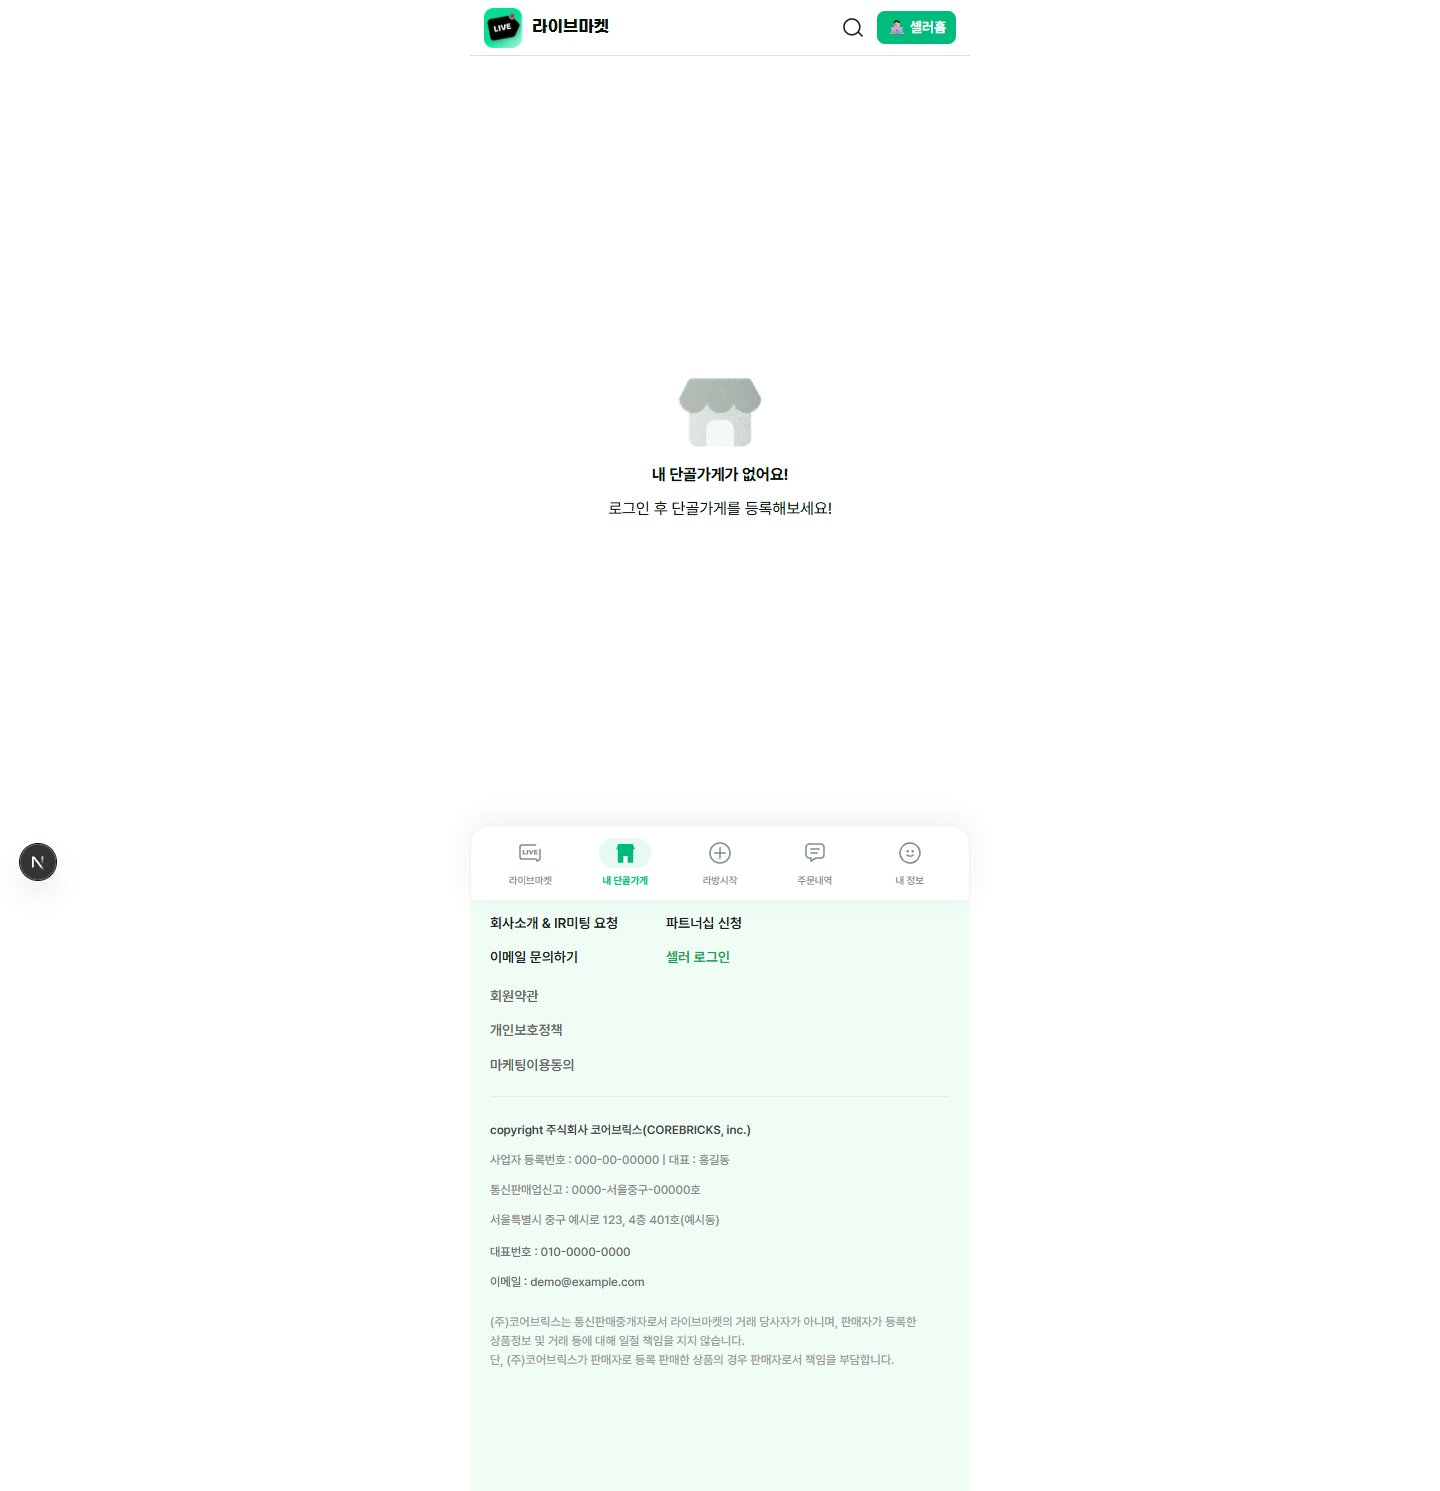 LIVE
라이브마켓
셀러홈
내 단골가게가 없어요!
로그인 후 단골가게를 등록해보세요!
N
LIVE
라이브마켓
내 단골가게
라방시작
주문내역
내 정보
회사소개 & IR미팅 요청
파트너십 신청
이메일 문의하기
셀러 로그인
회원약관
개인보호정책
마케팅이용동의
copyright 주식회사 코어브릭스(COREBRICKS, inc.)
사업자 등록번호 : 000-00-00000 | 대표 : 홍길동
통신판매업신고 : 0000-서울중구-00000호
서울특별시 중구 예시로 123, 4층 401호(예시동)
대표번호 : 010-0000-0000
이메일 : demo@example.com
(주)코어브릭스는 통신판매중개자로서 라이브마켓의 거래 당사자가 아니며, 판매자가 등록한
상품정보 및 거래 등에 대해 일절 책임을 지지 않습니다.
단, (주)코어브릭스가 판매자로 등록 판매한 상품의 경우 판매자로서 책임을 부담합니다.